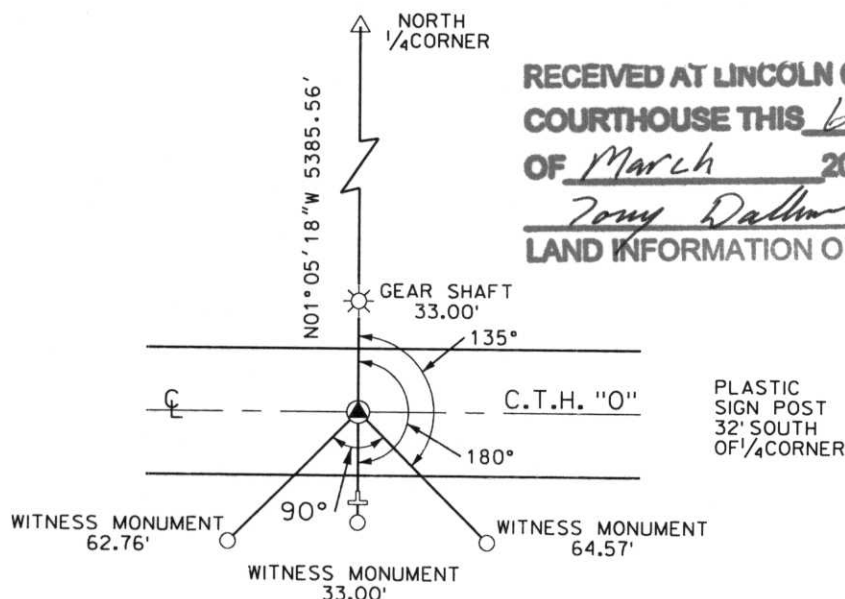 NORTH
1/4 CORNER
RECEIVED AT LINCOLN
COURTHOUSE THIS
OF March 20
Tony
LAND INFORMATION O
N01°05'18"W 5385.56'
GEAR SHAFT
33.00'
135°
℄
C.T.H. "O"
PLASTIC
SIGN POST
32' SOUTH
OF 1/4 CORNER
180°
90°
WITNESS MONUMENT
62.76'
WITNESS MONUMENT
64.57'
WITNESS MONUMENT
33.00'